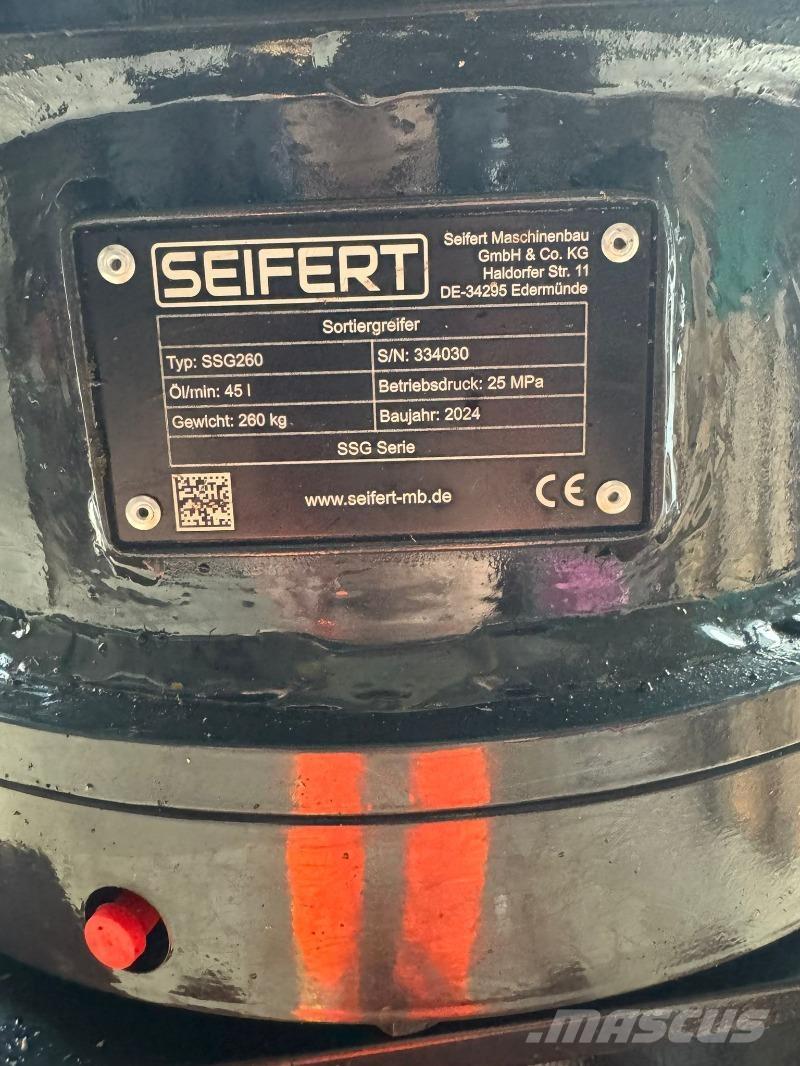 SEIFERT
Seifert Maschinenbau
GmbH & Co. KG
Haldorfer Str. 11
DE-34295 Edermünde
Sortiergreifer
Typ: SSG260
S/N: 334030
Öl/min: 45 l
Betriebsdruck: 25 MPa
Gewicht: 260 kg
Baujahr: 2024
SSG Serie
www.seifert-mb.de
CE
MASCUS